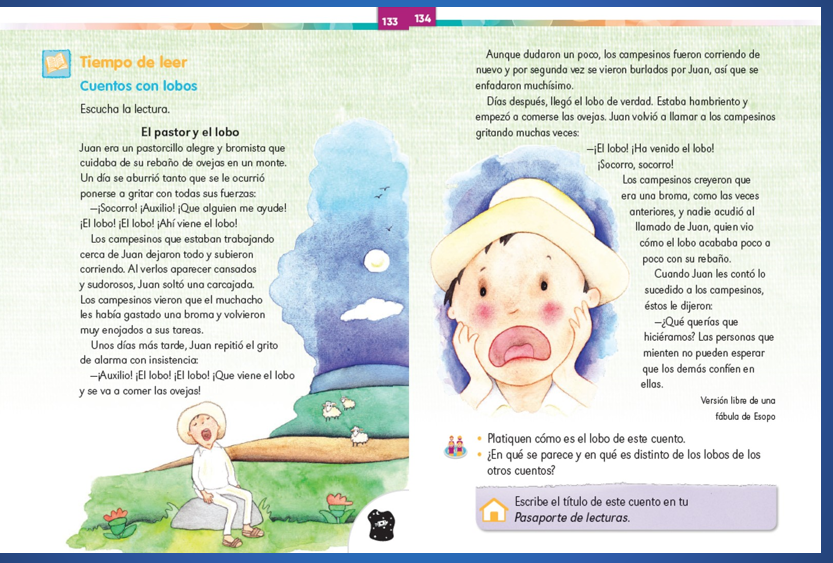 133
134
Tiempo de leer
Cuentos con lobos
Escucha la lectura.
El pastor y el lobo
Juan era un pastorcillo alegre y bromista que
cuidaba de su rebaño de ovejas en un monte.
Un día se aburrió tanto que se le ocurrió
ponerse a gritar con todas sus fuerzas:
—¡Socorro! ¡Auxilio! ¡Que alguien me ayude!
¡El lobo! ¡El lobo! ¡Ahí viene el lobo!
Los campesinos que estaban trabajando
cerca de Juan dejaron todo y subieron
corriendo. Al verlos aparecer cansados
y sudorosos, Juan soltó una carcajada.
Los campesinos vieron que el muchacho
les había gastado una broma y volvieron
muy enojados a sus tareas.
Unos días más tarde, Juan repitió el grito
de alarma con insistencia:
—¡Auxilio! ¡El lobo! ¡El lobo! ¡Que viene el lobo
y se va a comer las ovejas!
Aunque dudaron un poco, los campesinos fueron corriendo de
nuevo y por segunda vez se vieron burlados por Juan, así que se
enfadaron muchísimo.
Días después, llegó el lobo de verdad. Estaba hambriento y
empezó a comerse las ovejas. Juan volvió a llamar a los campesinos
gritando muchas veces:
—¡El lobo! ¡Ha venido el lobo!
¡Socorro, socorro!
Los campesinos creyeron que
era una broma, como las veces
anteriores, y nadie acudió al
llamado de Juan, quien vio
cómo el lobo acababa poco a
poco con su rebaño.
Cuando Juan les contó lo
sucedido a los campesinos,
éstos le dijeron:
—¿Qué querías que
hiciéramos? Las personas que
mienten no pueden esperar
que los demás confíen en
ellas.
Versión libre de una
fábula de Esopo
• Platiquen cómo es el lobo de este cuento.
• ¿En qué se parece y en qué es distinto de los lobos de los
otros cuentos?
Escribe el título de este cuento en tu
Pasaporte de lecturas.